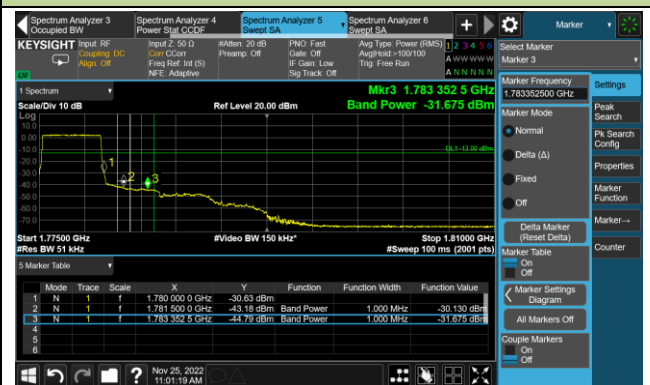 Spectrum Analyzer 3
Occupied BW
Spectrum Analyzer 4
Power Stat CCDF
Spectrum Analyzer 5
Swept SA
Spectrum Analyzer 6
Swept SA
+
Marker
KEYSIGHT
Input: RF
Coupling: DC
Align: Off
Input Z: 50 Ω
Corr CCorr
Freq Ref: Int (S)
NFE: Adaptive
#Atten: 20 dB
Preamp: Off
PNO: Fast
Gate: Off
IF Gain: Low
Sig Track: Off
Avg Type: Power (RMS)
Avg|Hold:>100/100
Trig: Free Run
1 2 3 4 5 6
A W W W W W
A N N N N N
Select Marker
Marker 3
1 Spectrum
Scale/Div 10 dB
Ref Level 20.00 dBm
Mkr3 1.783 352 5 GHz
Band Power -31.675 dBm
Log
10.0
0.00
-10.0
-20.0
-30.0
-40.0
-50.0
-60.0
-70.0
DL1 -13.00 dBm
1
2
3
Start 1.77500 GHz
#Res BW 51 kHz
#Video BW 150 kHz*
Stop 1.81000 GHz
#Sweep 100 ms (2001 pts)
5 Marker Table
Mode Trace Scale X Y Function Function Width Function Value
1 N 1 f 1.780 000 0 GHz -30.63 dBm
2 N 1 f 1.781 500 0 GHz -43.18 dBm Band Power 1.000 MHz -30.130 dBm
3 N 1 f 1.783 352 5 GHz -44.79 dBm Band Power 1.000 MHz -31.675 dBm
4
5
6
Marker Frequency
1.783352500 GHz
Marker Mode
Normal
Delta (Δ)
Fixed
Off
Delta Marker
(Reset Delta)
Marker Table
On
Off
Marker Settings
Diagram
All Markers Off
Couple Markers
On
Off
Settings
Peak
Search
Pk Search
Config
Properties
Marker
Function
Marker→
Counter
?
Nov 25, 2022
11:01:19 AM